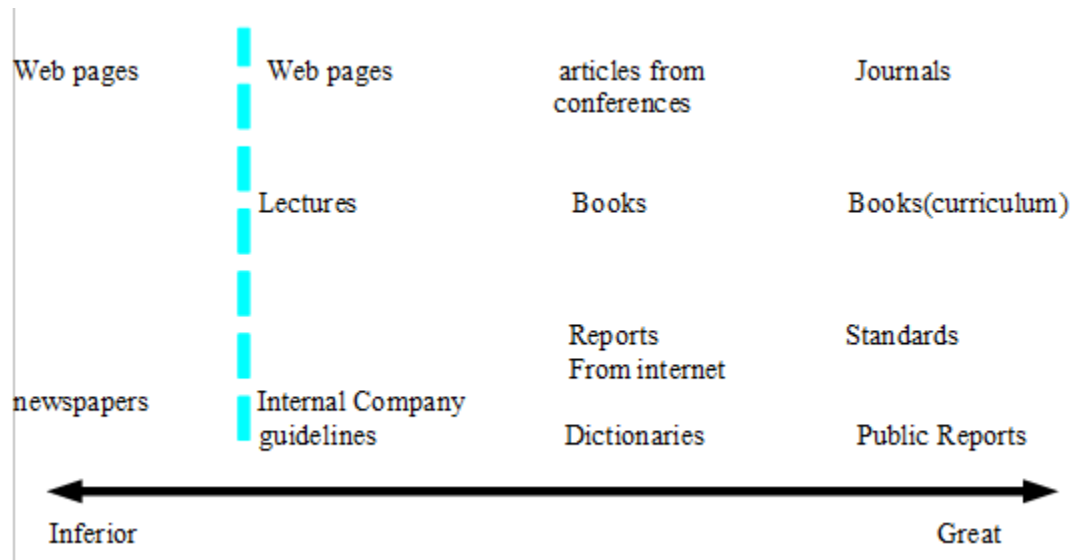 Web pages
Web pages
articles from
conferences
Journals
Lectures
Books
Books(curriculum)
Reports
From internet
Standards
newspapers
Internal Company
guidelines
Dictionaries
Public Reports
Inferior
Great